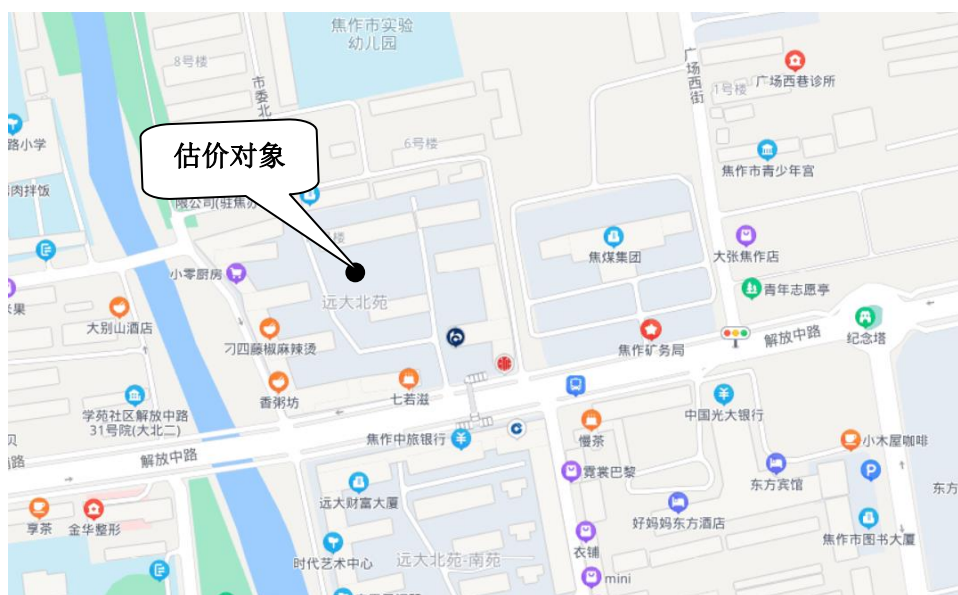 焦作市实验
幼儿园
8号楼
市委北
广场西街
1号楼
广场西巷诊所
路小学
6号楼
估价对象
焦作市青少年宫
肉拌饭
限公司(驻焦
楼
焦煤集团
大张焦作店
小零厨房
远大北苑
青年志愿亭
米果
大别山酒店
刁四藤椒麻辣烫
焦作矿务局
解放中路
纪念塔
香粥坊
七若滋
中国光大银行
学苑社区解放中路
31号院(大北二)
焦作中旅银行
慢茶
小木屋咖啡
贝
路
解放中路
霓裳巴黎
东方宾馆
东方
远大财富大厦
享茶
金华整形
好妈妈东方酒店
焦作市图书大厦
时代艺术中心
远大北苑-南苑
衣铺
mini